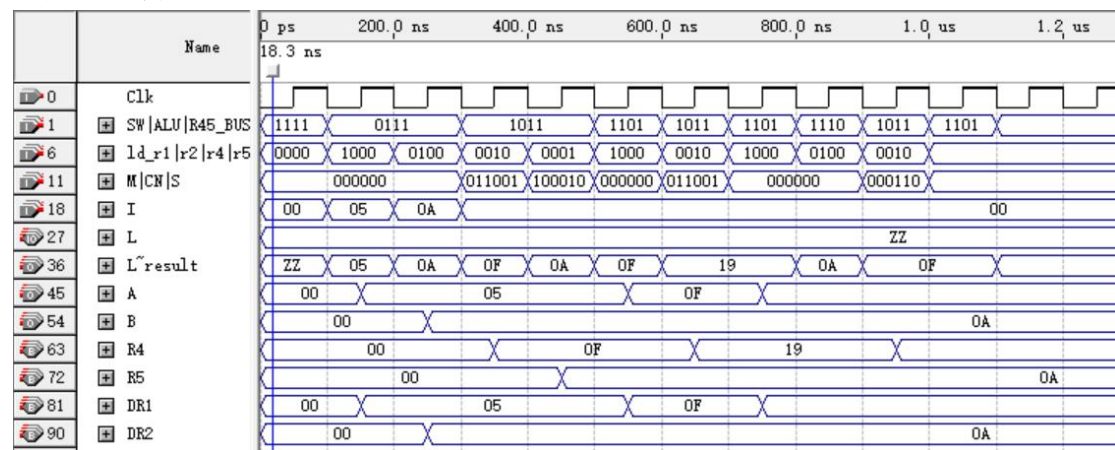 0 ps 200.0 ns 400.0 ns 600.0 ns 800.0 ns 1.0 us 1.2 us
Name
18.3 ns
0 Clk
1 SW|ALU|R45_BUS 1111 0111 1011 1101 1011 1101 1110 1011 1101
6 ld_r1|r2|r4|r5 0000 1000 0100 0010 0001 1000 0010 1000 0100 0010
11 M|CN|S 000000 011001 100010 000000 011001 000000 000110
18 I 00 05 0A 00
27 L ZZ
36 L~result ZZ 05 0A 0F 0A 0F 19 0A 0F
45 A 00 05 0F
54 B 00 0A
63 R4 00 0F 19
72 R5 00 0A
81 DR1 00 05 0F
90 DR2 00 0A